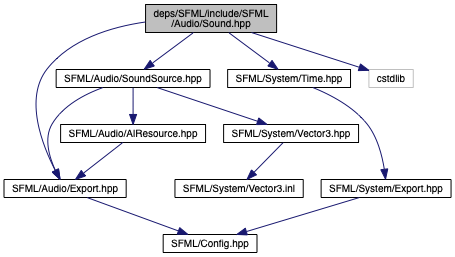 deps/SFML/include/SFML
/Audio/Sound.hpp
SFML/Audio/SoundSource.hpp
SFML/System/Time.hpp
cstdlib
SFML/Audio/AlResource.hpp
SFML/System/Vector3.hpp
SFML/Audio/Export.hpp
SFML/System/Vector3.inl
SFML/System/Export.hpp
SFML/Config.hpp